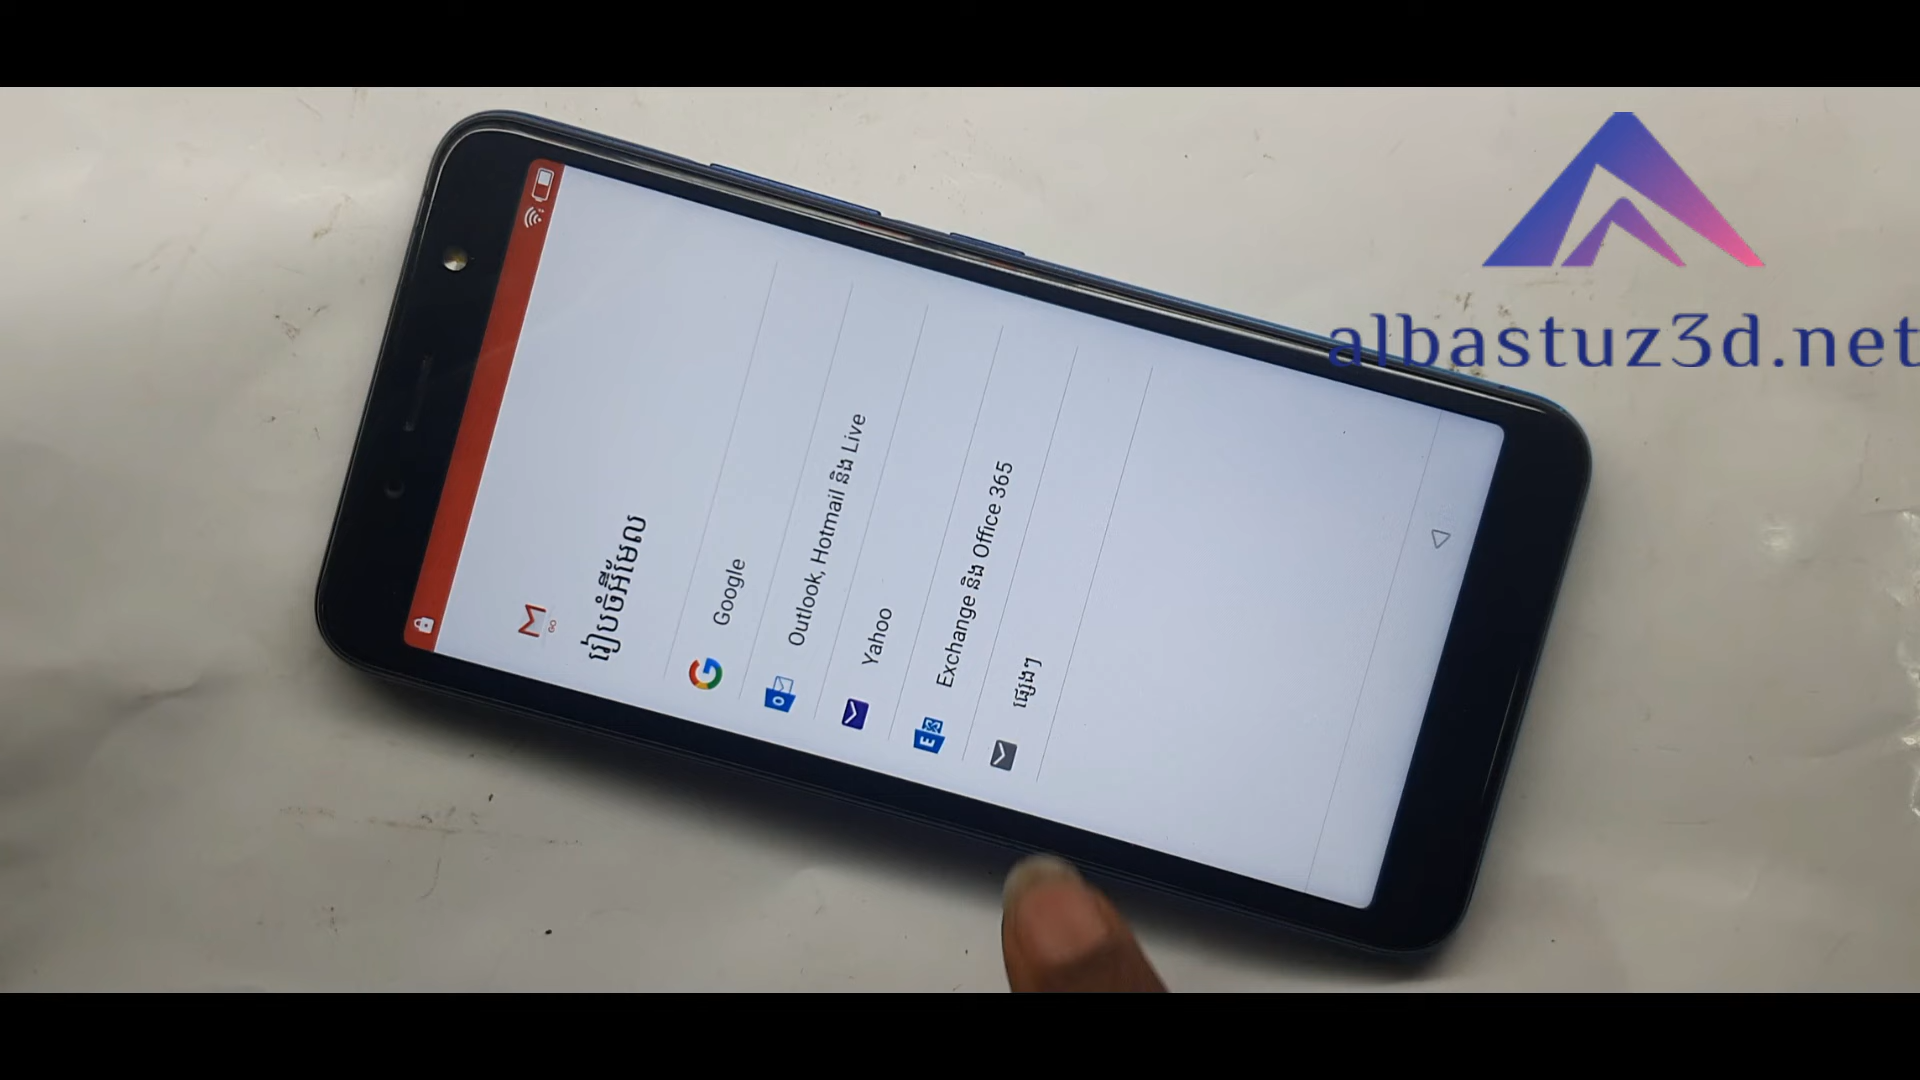 GO
រៀបចំអ៊ីមែល
Google
Outlook, Hotmail និង Live
Yahoo
Exchange និង Office 365
ផ្សេងៗ
albastuz3d.net